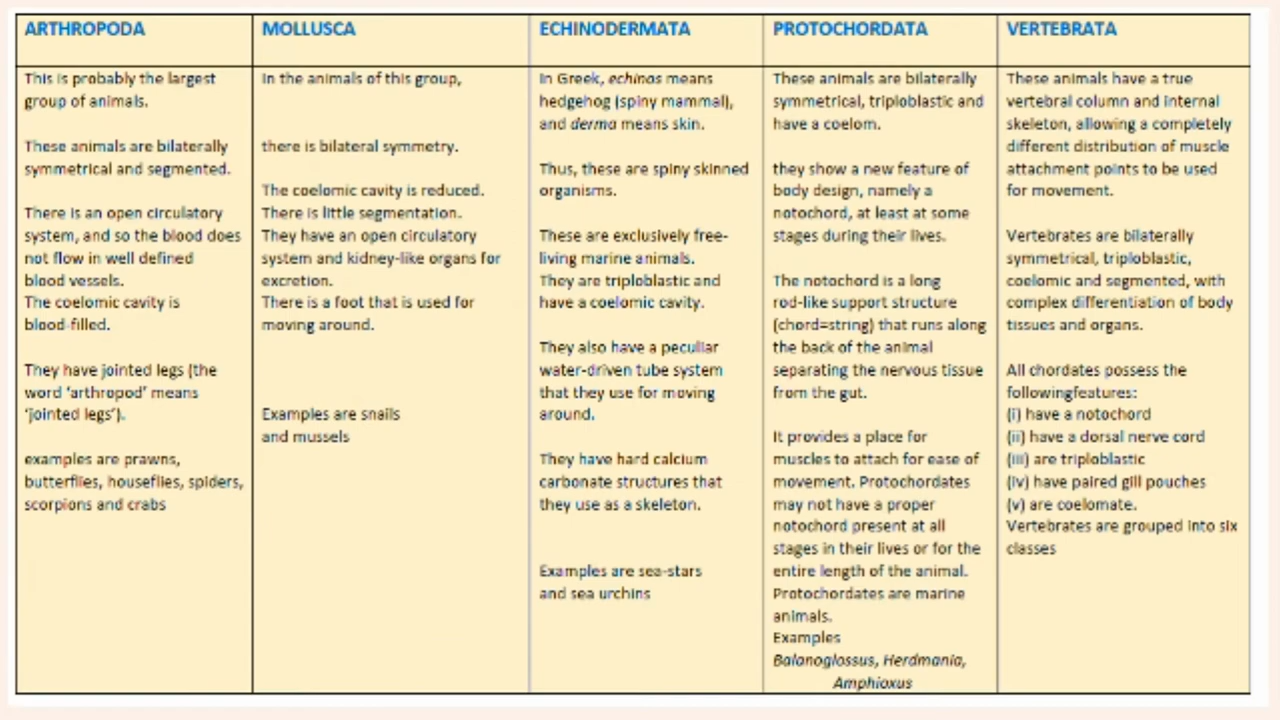 ARTHROPODA
This is probably the largest
group of animals.
These animals are bilaterally
symmetrical and segmented.
There is an open circulatory
system, and so the blood does
not flow in well defined
blood vessels.
The coelomic cavity is
blood-filled.
They have jointed legs (the
word ‘arthropod’ means
‘jointed legs’).
examples are prawns,
butterflies, houseflies, spiders,
scorpions and crabs
MOLLUSCA
In the animals of this group,
there is bilateral symmetry.
The coelomic cavity is reduced.
There is little segmentation.
They have an open circulatory
system and kidney-like organs for
excretion.
There is a foot that is used for
moving around.
Examples are snails
and mussels
ECHINODERMATA
In Greek, echinos means
hedgehog (spiny mammal),
and derma means skin.
Thus, these are spiny skinned
organisms.
These are exclusively free-
living marine animals.
They are triploblastic and
have a coelomic cavity.
They also have a peculiar
water-driven tube system
that they use for moving
around.
They have hard calcium
carbonate structures that
they use as a skeleton.
Examples are sea-stars
and sea urchins
PROTOCHORDATA
These animals are bilaterally
symmetrical, triploblastic and
have a coelom.
they show a new feature of
body design, namely a
notochord, at least at some
stages during their lives.
The notochord is a long
rod-like support structure
(chord=string) that runs along
the back of the animal
separating the nervous tissue
from the gut.
It provides a place for
muscles to attach for ease of
movement. Protochordates
may not have a proper
notochord present at all
stages in their lives or for the
entire length of the animal.
Protochordates are marine
animals.
Examples
Balanoglossus, Herdmania,
Amphioxus
VERTEBRATA
These animals have a true
vertebral column and internal
skeleton, allowing a completely
different distribution of muscle
attachment points to be used
for movement.
Vertebrates are bilaterally
symmetrical, triploblastic,
coelomic and segmented, with
complex differentiation of body
tissues and organs.
All chordates possess the
followingfeatures:
(i) have a notochord
(ii) have a dorsal nerve cord
(iii) are triploblastic
(iv) have paired gill pouches
(v) are coelomate.
Vertebrates are grouped into six
classes